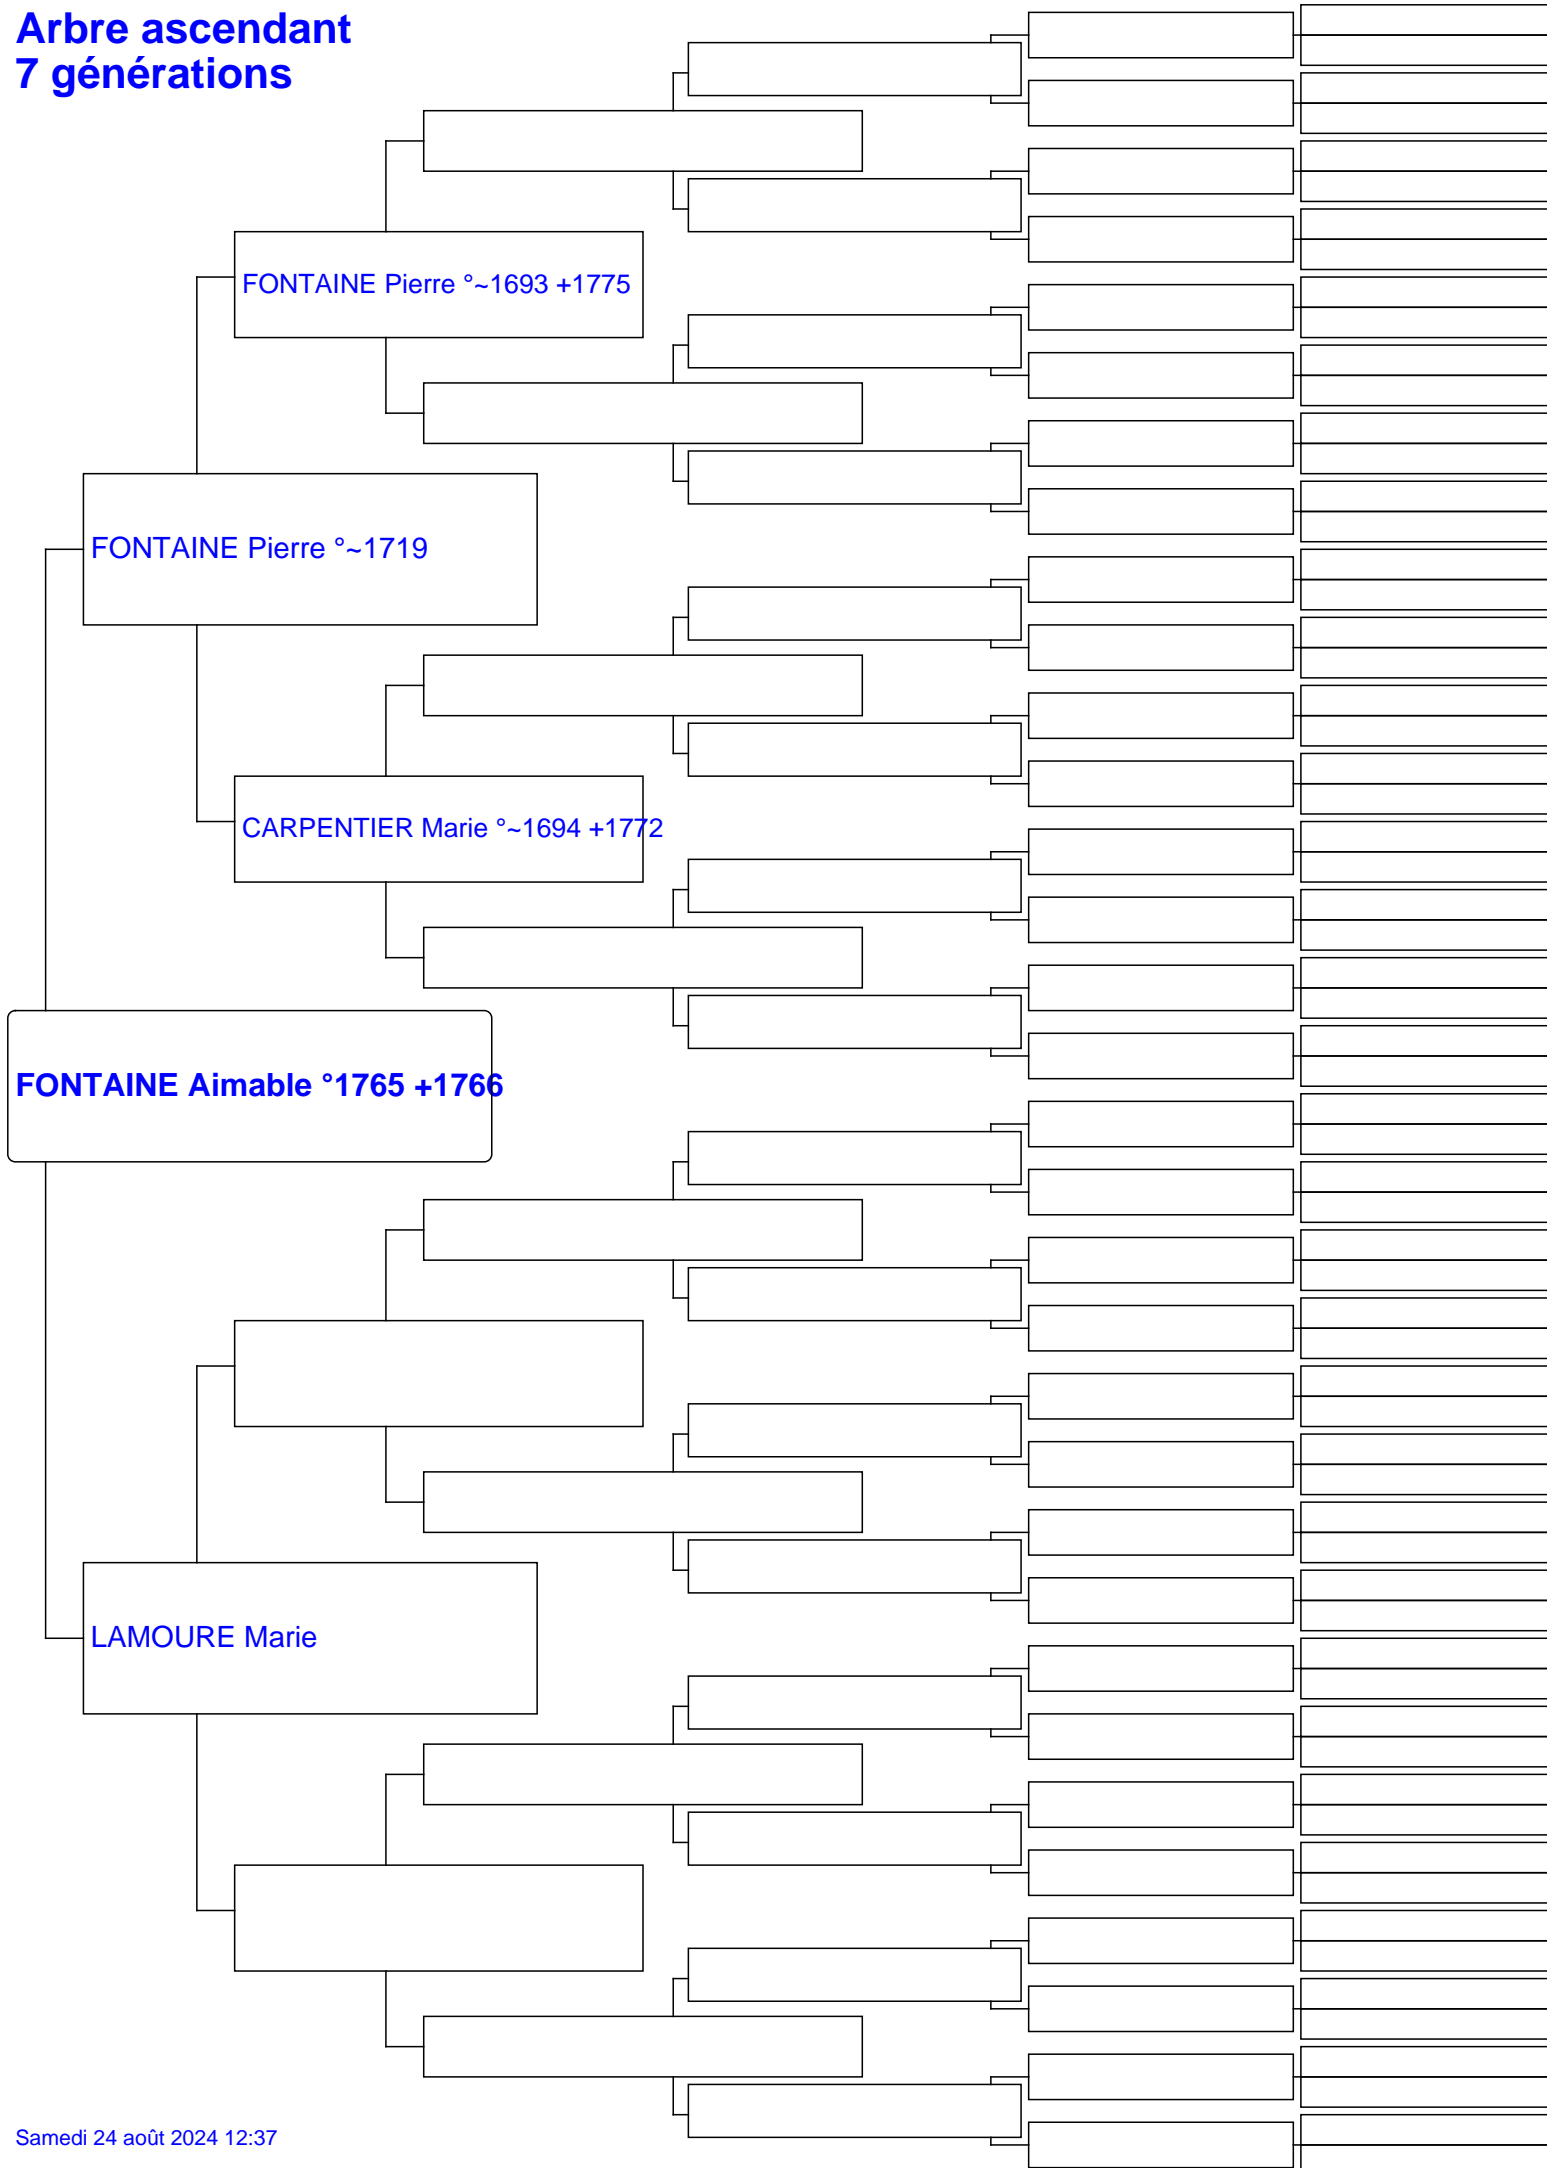 Arbre ascendant
7 générations
FONTAINE Pierre °~1693 +1775
FONTAINE Pierre °~1719
CARPENTIER Marie °~1694 +1772
FONTAINE Aimable °1765 +1766
LAMOURE Marie
Samedi 24 août 2024 12:37